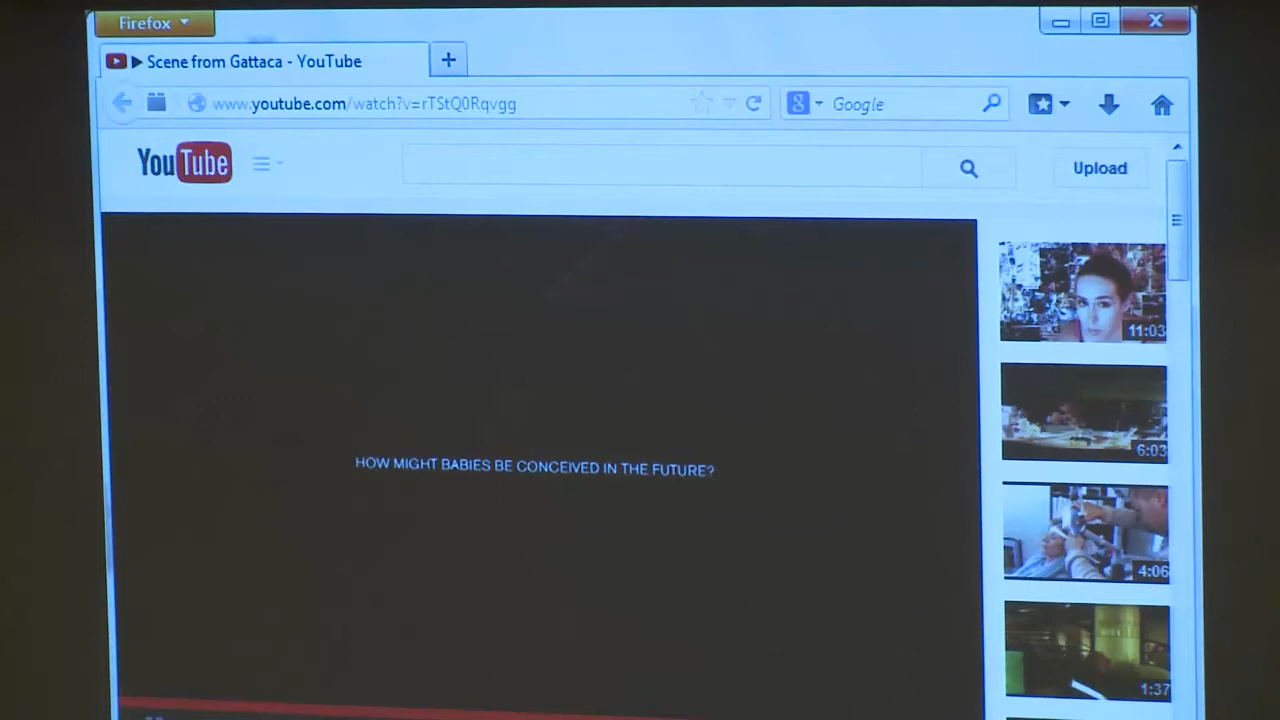 Firefox
Scene from Gattaca - YouTube
www.youtube.com/watch?v=rTStQ0Rqvgg
Google
YouTube
Upload
HOW MIGHT BABIES BE CONCEIVED IN THE FUTURE?
11:03
6:03
4:06
1:37